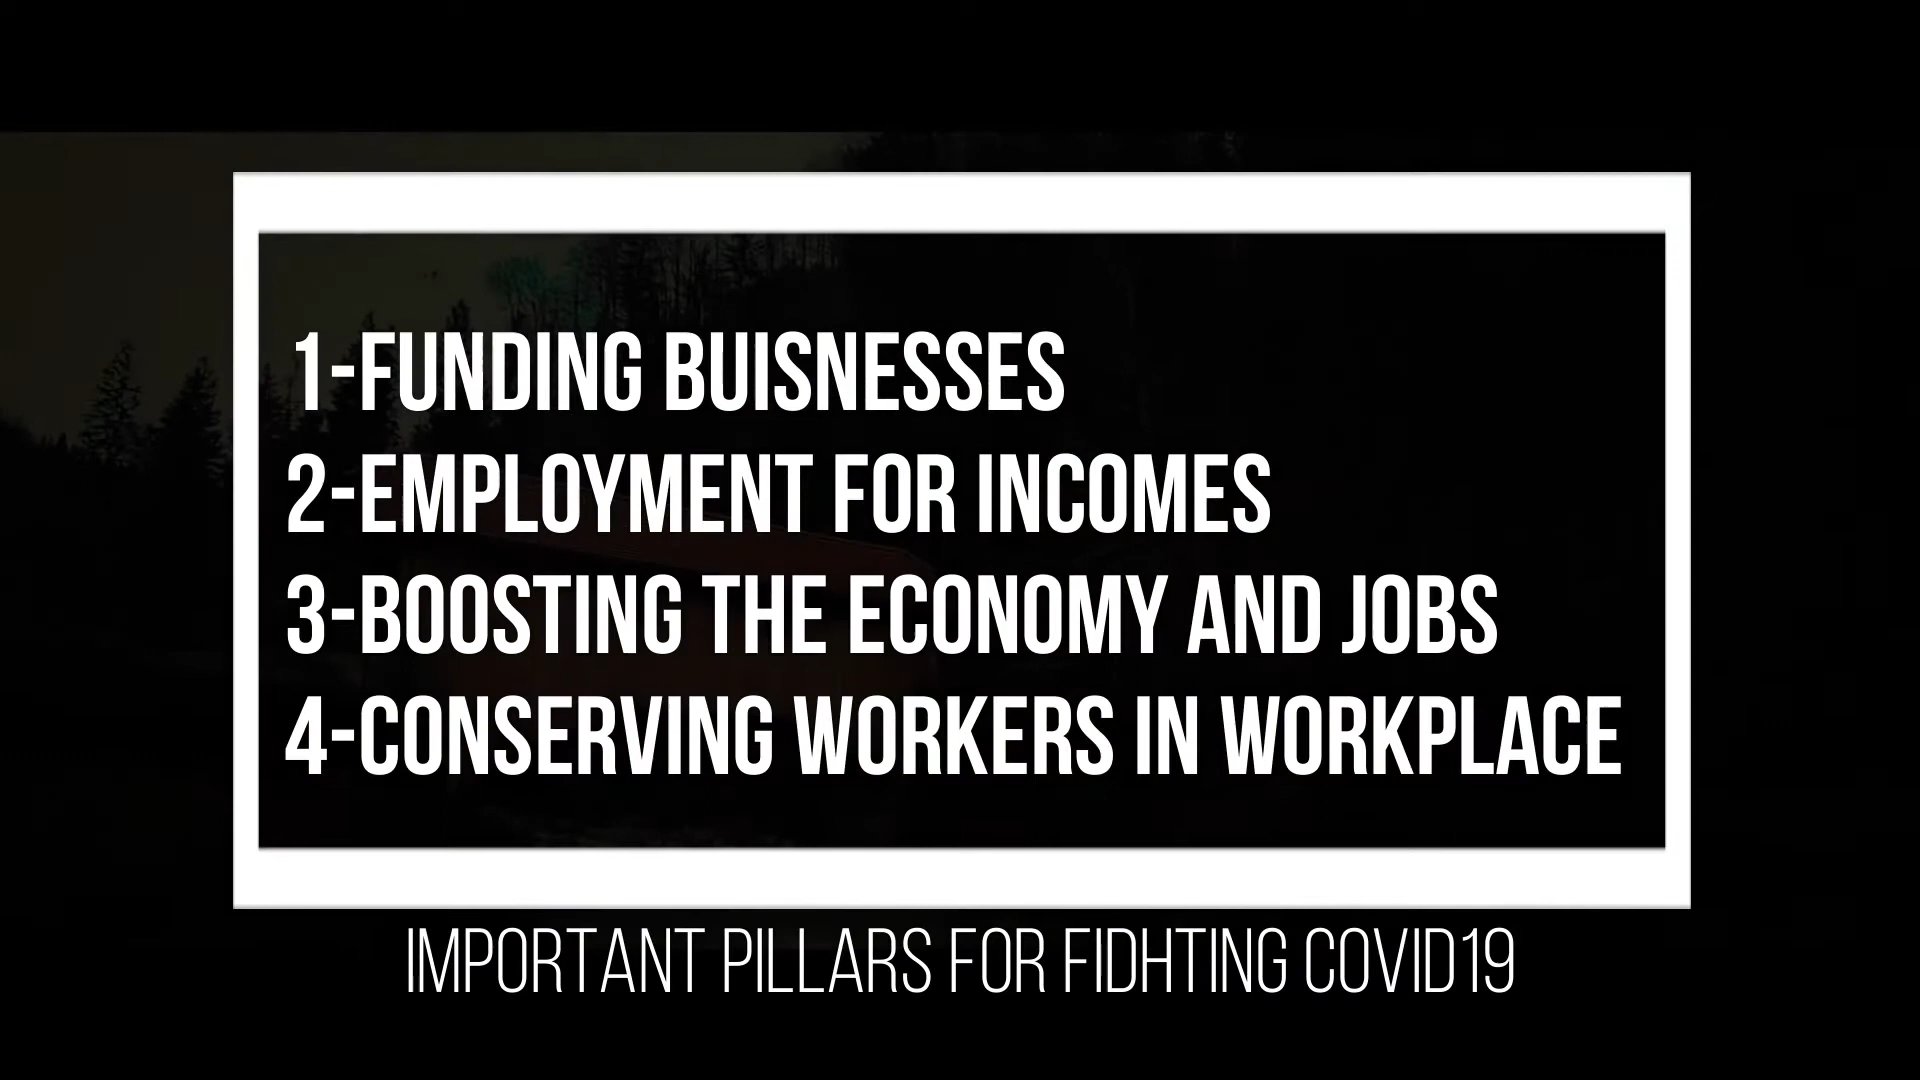 1-FUNDING BUISNESSES
2-EMPLOYMENT FOR INCOMES
3-BOOSTING THE ECONOMY AND JOBS
4-CONSERVING WORKERS IN WORKPLACE
IMPORTANT PILLARS FOR FIDHTING COVID19